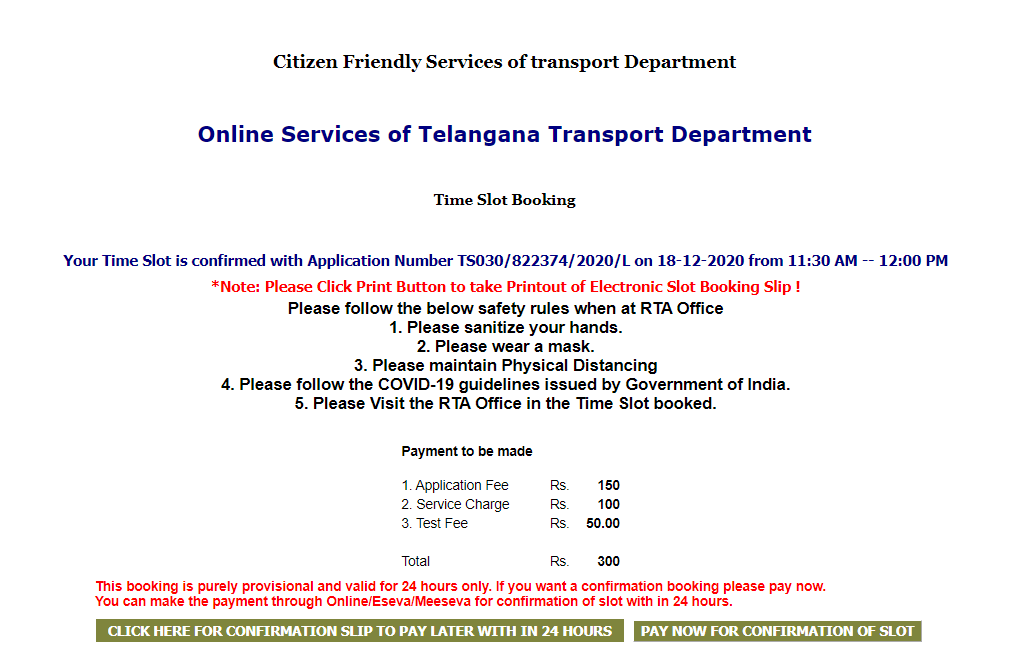 Citizen Friendly Services of transport Department
Online Services of Telangana Transport Department
Time Slot Booking
Your Time Slot is confirmed with Application Number TS030/822374/2020/L on 18-12-2020 from 11:30 AM -- 12:00 PM
*Note: Please Click Print Button to take Printout of Electronic Slot Booking Slip !
Please follow the below safety rules when at RTA Office
1. Please sanitize your hands.
2. Please wear a mask.
3. Please maintain Physical Distancing
4. Please follow the COVID-19 guidelines issued by Government of India.
5. Please Visit the RTA Office in the Time Slot booked.
Payment to be made
1. Application Fee Rs. 150
2. Service Charge Rs. 100
3. Test Fee Rs. 50.00
Total Rs. 300
This booking is purely provisional and valid for 24 hours only. If you want a confirmation booking please pay now.
You can make the payment through Online/Eseva/Meeseva for confirmation of slot with in 24 hours.
CLICK HERE FOR CONFIRMATION SLIP TO PAY LATER WITH IN 24 HOURS PAY NOW FOR CONFIRMATION OF SLOT